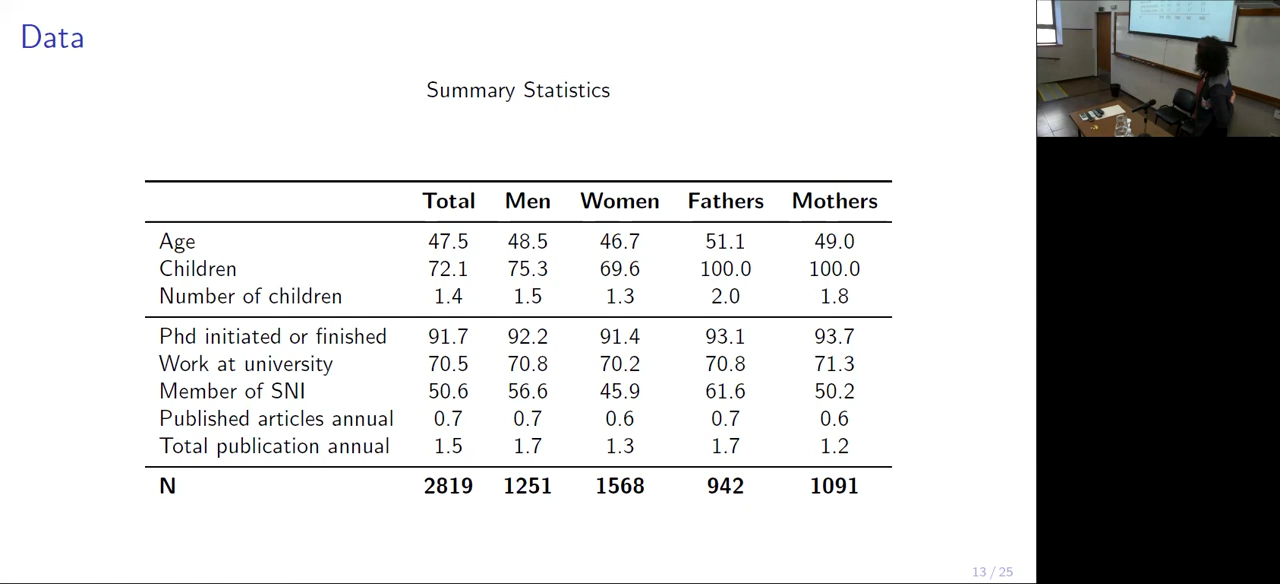 Data
Summary Statistics
Total Men Women Fathers Mothers
Age 47.5 48.5 46.7 51.1 49.0
Children 72.1 75.3 69.6 100.0 100.0
Number of children 1.4 1.5 1.3 2.0 1.8
Phd initiated or finished 91.7 92.2 91.4 93.1 93.7
Work at university 70.5 70.8 70.2 70.8 71.3
Member of SNI 50.6 56.6 45.9 61.6 50.2
Published articles annual 0.7 0.7 0.6 0.7 0.6
Total publication annual 1.5 1.7 1.3 1.7 1.2
N 2819 1251 1568 942 1091
13 / 25